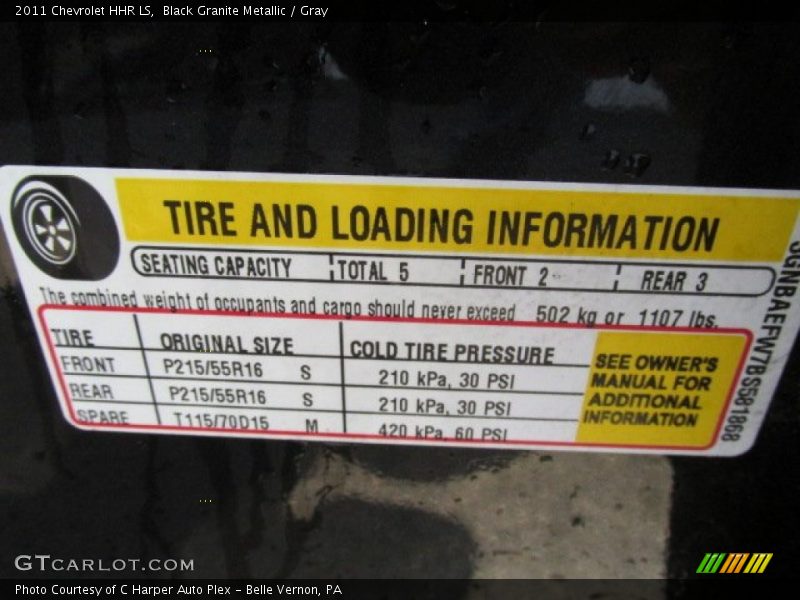 2011 Chevrolet HHR LS, Black Granite Metallic / Gray
TIRE AND LOADING INFORMATION
SEATING CAPACITY TOTAL 5 FRONT 2 REAR 3
The combined weight of occupants and cargo should never exceed 502 kg or 1107 lbs.
TIRE ORIGINAL SIZE COLD TIRE PRESSURE
FRONT P215/55R16 S 210 kPa, 30 PSI
REAR P215/55R16 S 210 kPa, 30 PSI
SPARE T115/70D15 M 420 kPa, 60 PSI
SEE OWNER'S
MANUAL FOR
ADDITIONAL
INFORMATION
3GNBAEFW7BS581868
GTCARLOT.COM
Photo Courtesy of C Harper Auto Plex - Belle Vernon, PA